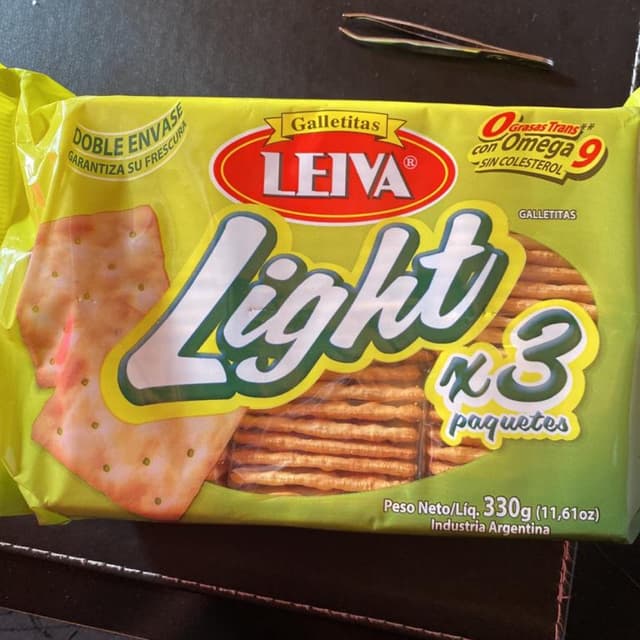 DOBLE ENVASE
GARANTIZA SU FRESCURA
Galletitas
LEIVA®
0 Grasas Trans**
con Omega 9
-SIN COLESTEROL-
GALLETITAS
Light
x3
paquetes
Peso Neto/Líq. 330g (11,61oz)
Industria Argentina